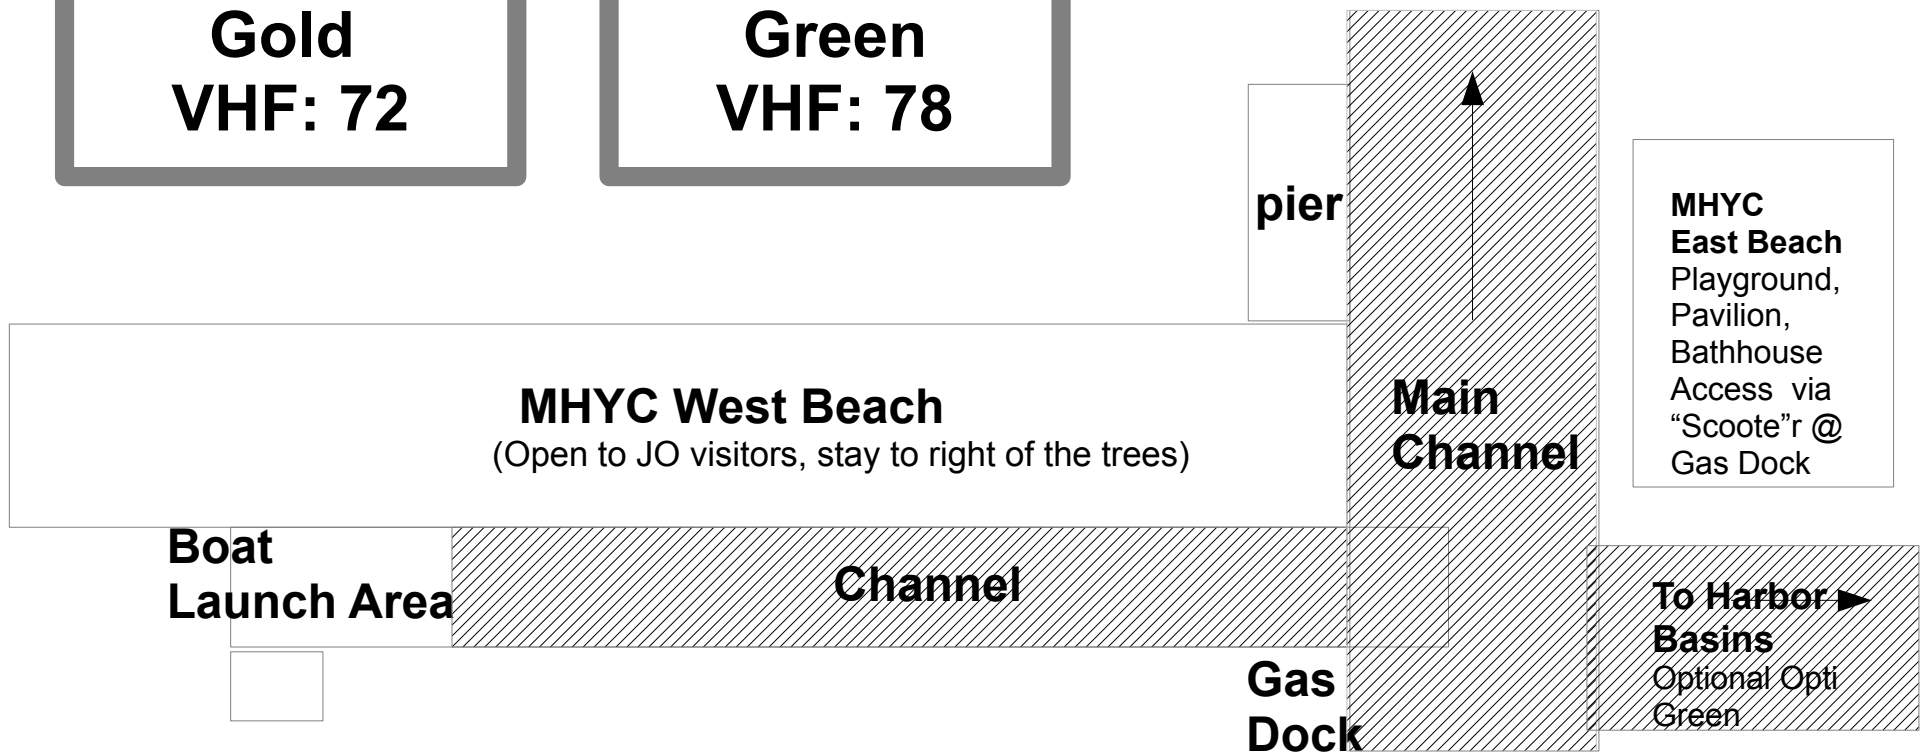 Gold
VHF: 72
Green
VHF: 78
pier
MHYC
East Beach
Playground,
Pavilion,
Bathhouse
Access via
“Scoote”r @
Gas Dock
MHYC West Beach
(Open to JO visitors, stay to right of the trees)
Main
Channel
Boat
Launch Area
Channel
To Harbor
Basins
Optional Opti
Green
Gas
Dock